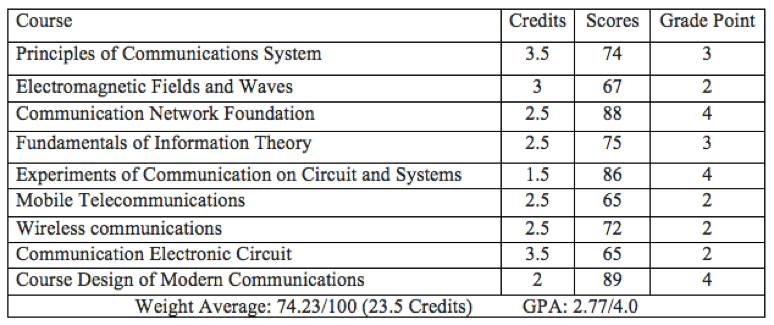 Course Credits Scores Grade Point
Principles of Communications System 3.5 74 3
Electromagnetic Fields and Waves 3 67 2
Communication Network Foundation 2.5 88 4
Fundamentals of Information Theory 2.5 75 3
Experiments of Communication on Circuit and Systems 1.5 86 4
Mobile Telecommunications 2.5 65 2
Wireless communications 2.5 72 2
Communication Electronic Circuit 3.5 65 2
Course Design of Modern Communications 2 89 4
Weight Average: 74.23/100 (23.5 Credits) GPA: 2.77/4.0